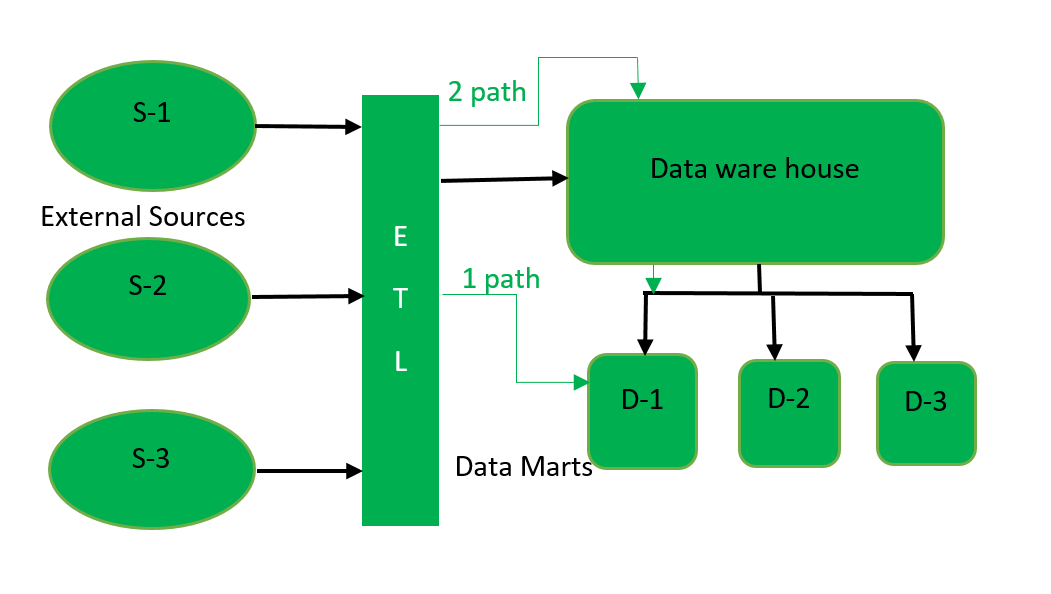 S-1
External Sources
S-2
S-3
E
T
L
2 path
1 path
Data ware house
D-1
D-2
D-3
Data Marts